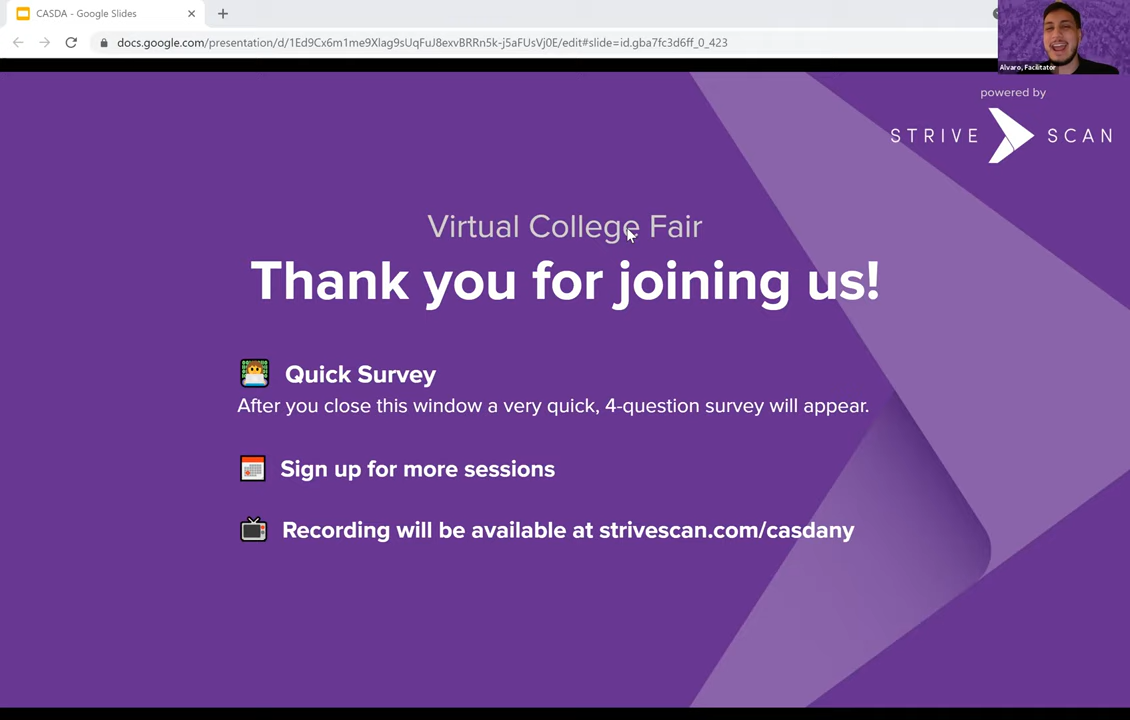 CASDA - Google Slides
docs.google.com/presentation/d/1Ed9Cx6m1me9Xlag9sUqFuJ8exvBRRn5k-j5aFUsVj0E/edit#slide=id.gba7fc3d6ff_0_423
Alvaro, Facilitator
powered by
STRIVE SCAN
Virtual College Fair
Thank you for joining us!
Quick Survey
After you close this window a very quick, 4-question survey will appear.
Sign up for more sessions
Recording will be available at strivescan.com/casdany